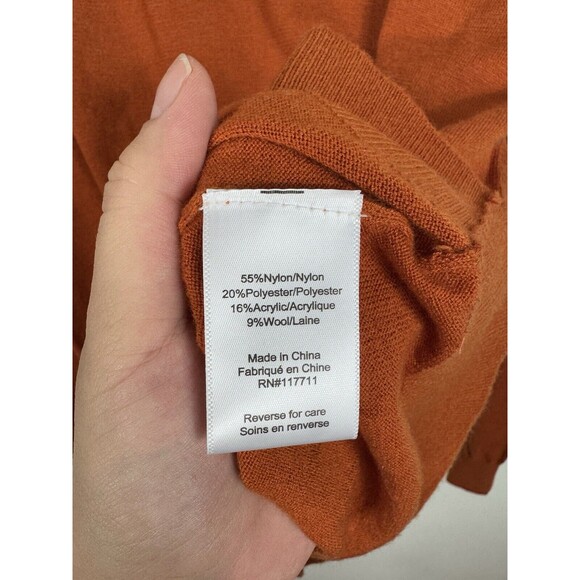 55%Nylon/Nylon
20%Polyester/Polyester
16%Acrylic/Acrylique
9%Wool/Laine
Made in China
Fabriqué en Chine
RN#117711
Reverse for care
Soins en renverse